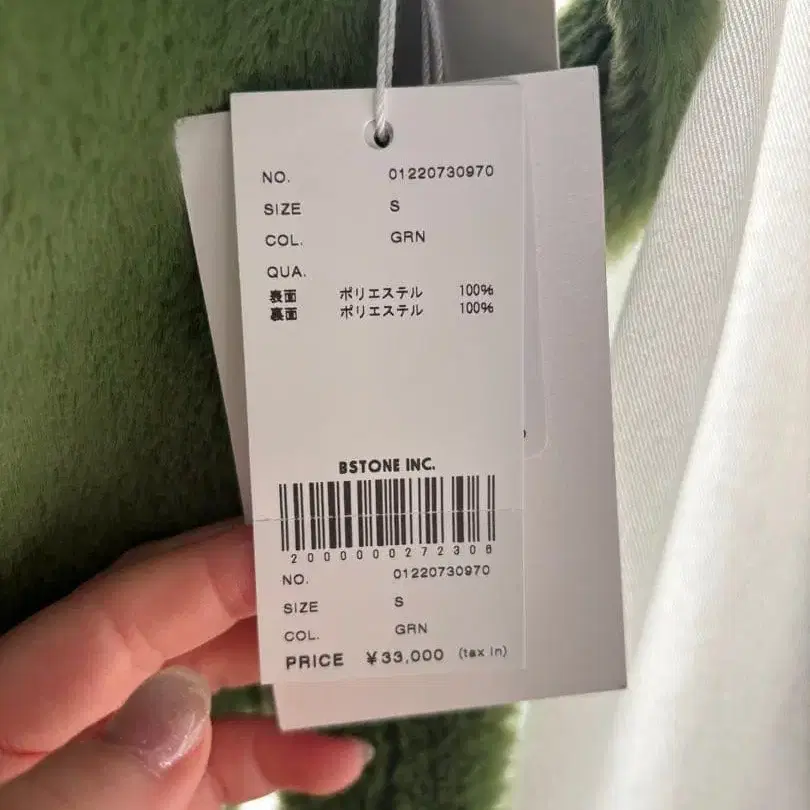 NO. 01220730970
SIZE S
COL. GRN
QUA.
表面 ポリエステル 100%
裏面 ポリエステル 100%
BSTONE INC.
2000000272306
NO. 01220730970
SIZE S
COL. GRN
PRICE ¥33,000 (tax in)